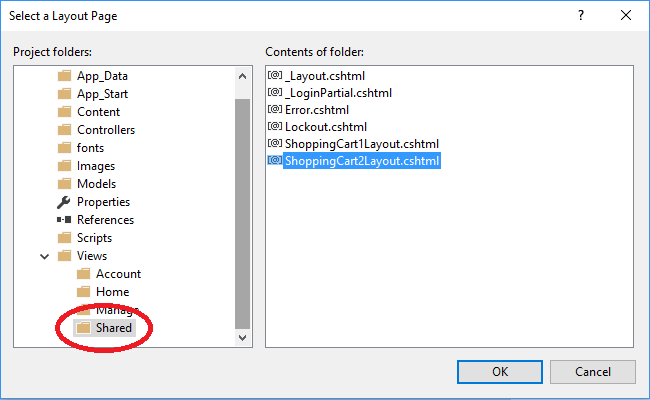 Select a Layout Page
?
Project folders:
App_Data
App_Start
Content
Controllers
fonts
Images
Models
Properties
References
Scripts
Views
Account
Home
Manage
Shared
Contents of folder:
[@] _Layout.cshtml
[@] _LoginPartial.cshtml
[@] Error.cshtml
[@] Lockout.cshtml
[@] ShoppingCart1Layout.cshtml
[@] ShoppingCart2Layout.cshtml
OK
Cancel